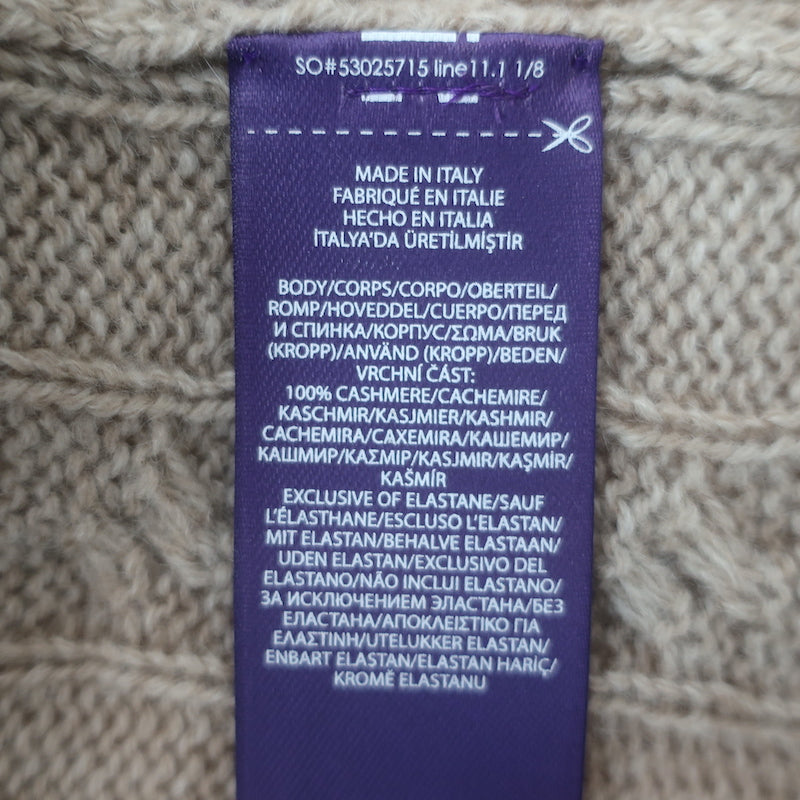 SO#53025715 line11.1 1/8
MADE IN ITALY
FABRIQUÉ EN ITALIE
HECHO EN ITALIA
İTALYA'DA ÜRETİLMİŞTİR
BODY/CORPS/CORPO/OBERTEIL/
ROMP/HOVEDDEL/CUERPO/ПЕРЕД
И СПИНКА/КОРПУС/ΣΩΜΑ/BRUK
(KROPP)/ANVÄND (KROPP)/BEDEN/
VRCHNÍ ČÁST:
100% CASHMERE/CACHEMIRE/
KASCHMIR/KASJMIER/KASHMIR/
CACHEMIRA/CAXEMIRA/КАШЕМИР/
КАШМИР/ΚΑΣΜΙΡ/KASJMIR/KAŞMİR/
KAŠMÍR
EXCLUSIVE OF ELASTANE/SAUF
L'ÉLASTHANE/ESCLUSO L'ELASTAN/
MIT ELASTAN/BEHALVE ELASTAAN/
UDEN ELASTAN/EXCLUSIVO DEL
ELASTANO/NÃO INCLUI ELASTANO/
ЗА ИСКЛЮЧЕНИЕМ ЭЛАСТАНА/БЕЗ
ЕЛАСТАНА/ΑΠΟΚΛΕΙΣΤΙΚΟ ΓΙΑ
ΕΛΑΣΤΙΝΗ/UTELUKKER ELASTAN/
ENBART ELASTAN/ELASTAN HARİÇ/
KROMĚ ELASTANU